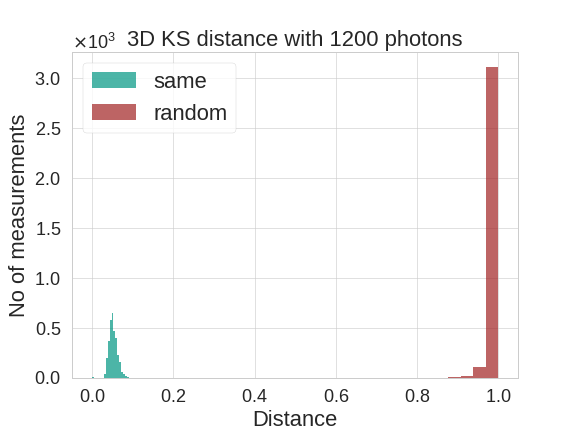 ×10³ 3D KS distance with 1200 photons
same
random
No of measurements
3.0
2.5
2.0
1.5
1.0
0.5
0.0
0.0 0.2 0.4 0.6 0.8 1.0
Distance